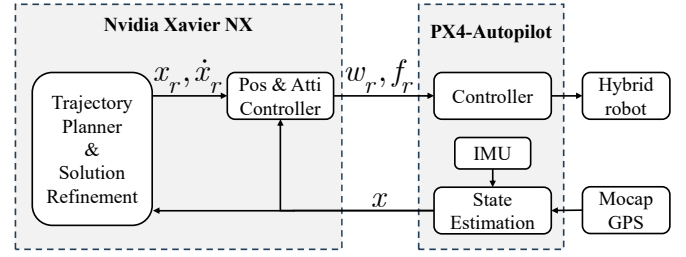 Nvidia Xavier NX
PX4-Autopilot
Trajectory
Planner
&
Solution
Refinement
x_r, ẋ_r
Pos & Atti
Controller
w_r, f_r
Controller
Hybrid
robot
IMU
x
State
Estimation
Mocap
GPS